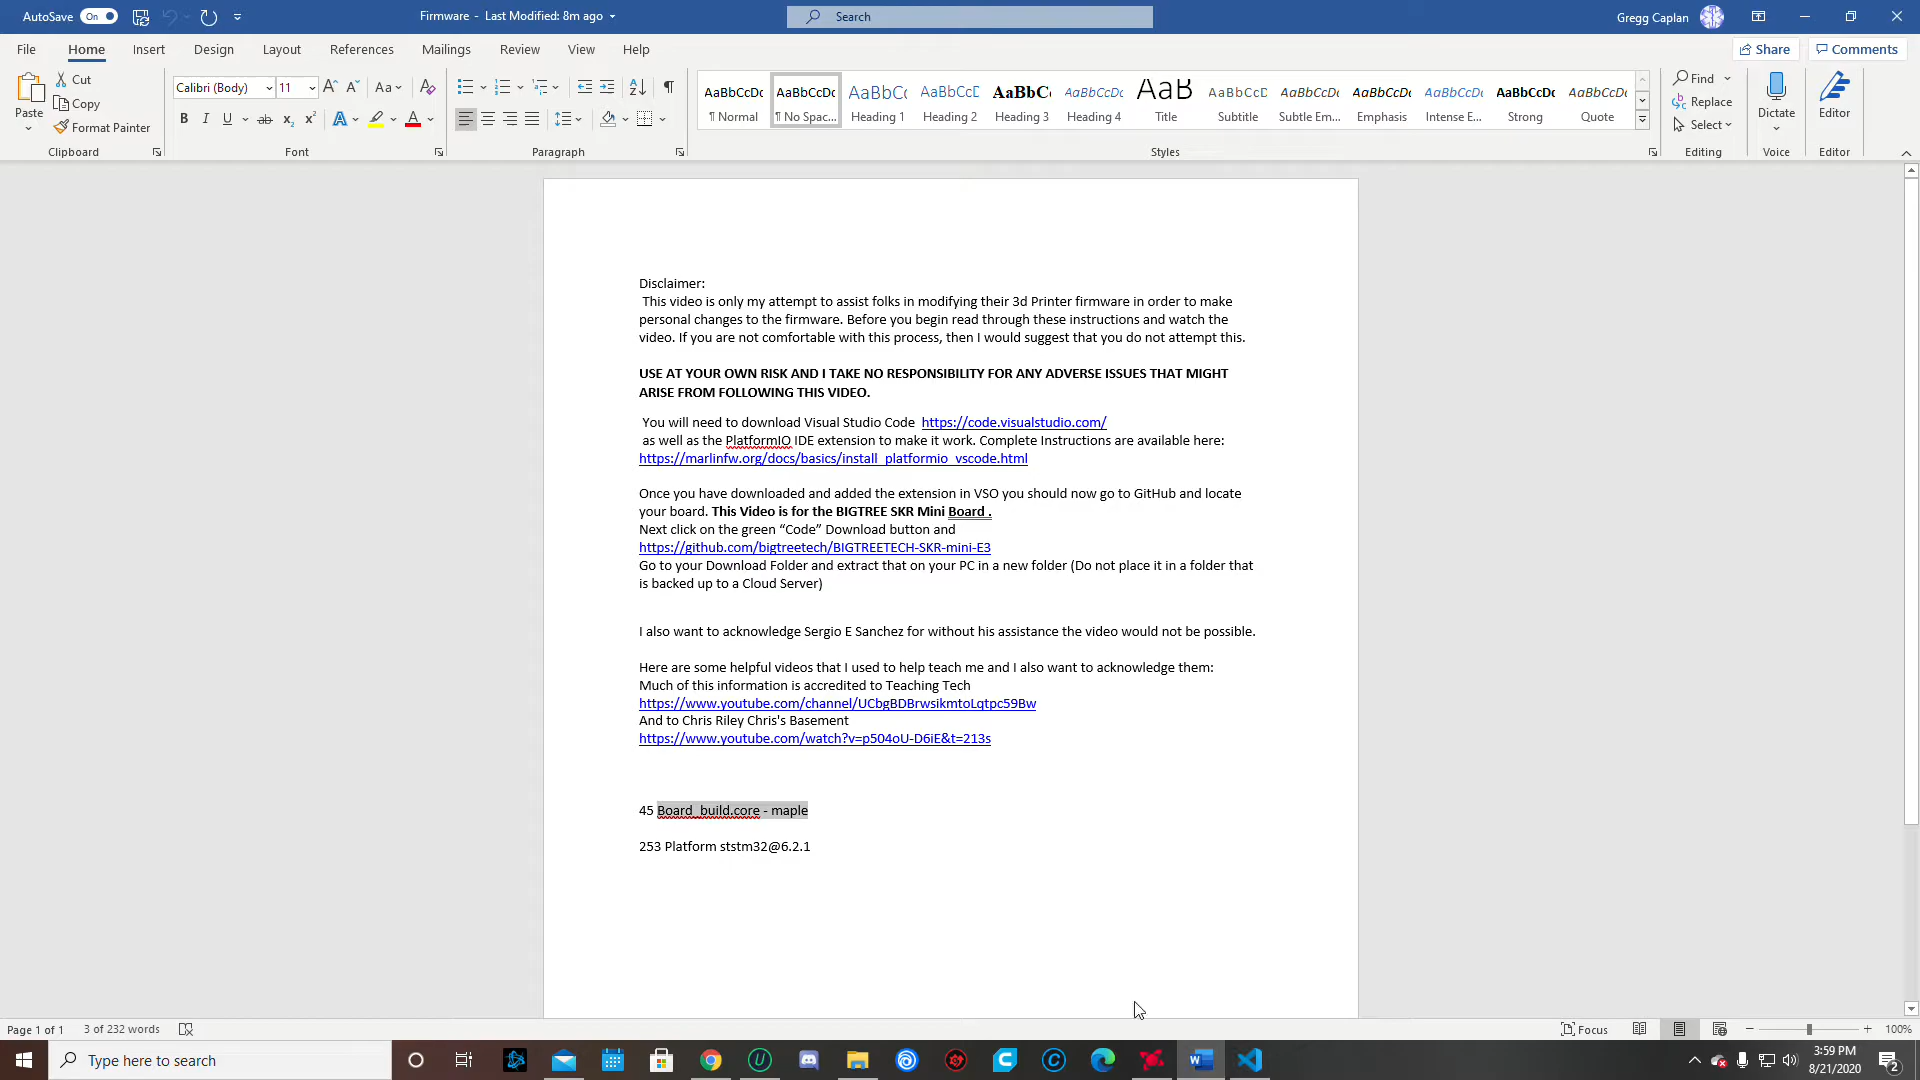 AutoSave On
Firmware - Last Modified: 8m ago
Search
Gregg Caplan
File Home Insert Design Layout References Mailings Review View Help
Share Comments
Paste
Cut
Copy
Format Painter
Clipboard
Calibri (Body) 11
Font
Paragraph
AaBbCcDc AaBbCcDc AaBbCc AaBbCcD AaBbC AaBbCcDc AaB AaBbCcD AaBbCcDc AaBbCcDc AaBbCcDc AaBbCcDc AaBbCcDc
¶ Normal ¶ No Spac... Heading 1 Heading 2 Heading 3 Heading 4 Title Subtitle Subtle Em... Emphasis Intense E... Strong Quote
Styles
Find
Replace
Select
Editing
Dictate
Voice
Editor
Editor
Disclaimer:
This video is only my attempt to assist folks in modifying their 3d Printer firmware in order to make
personal changes to the firmware. Before you begin read through these instructions and watch the
video. If you are not comfortable with this process, then I would suggest that you do not attempt this.
USE AT YOUR OWN RISK AND I TAKE NO RESPONSIBILITY FOR ANY ADVERSE ISSUES THAT MIGHT
ARISE FROM FOLLOWING THIS VIDEO.
You will need to download Visual Studio Code https://code.visualstudio.com/
as well as the PlatformIO IDE extension to make it work. Complete Instructions are available here:
https://marlinfw.org/docs/basics/install_platformio_vscode.html
Once you have downloaded and added the extension in VSO you should now go to GitHub and locate
your board. This Video is for the BIGTREE SKR Mini Board .
Next click on the green “Code” Download button and
https://github.com/bigtreetech/BIGTREETECH-SKR-mini-E3
Go to your Download Folder and extract that on your PC in a new folder (Do not place it in a folder that
is backed up to a Cloud Server)
I also want to acknowledge Sergio E Sanchez for without his assistance the video would not be possible.
Here are some helpful videos that I used to help teach me and I also want to acknowledge them:
Much of this information is accredited to Teaching Tech
https://www.youtube.com/channel/UCbgBDBrwsikmtoLqtpc59Bw
And to Chris Riley Chris's Basement
https://www.youtube.com/watch?v=p504oU-D6iE&t=213s
45 Board_build.core - maple
253 Platform ststm32@6.2.1
Page 1 of 1 3 of 232 words
Focus
100%
Type here to search
3:59 PM
8/21/2020
2